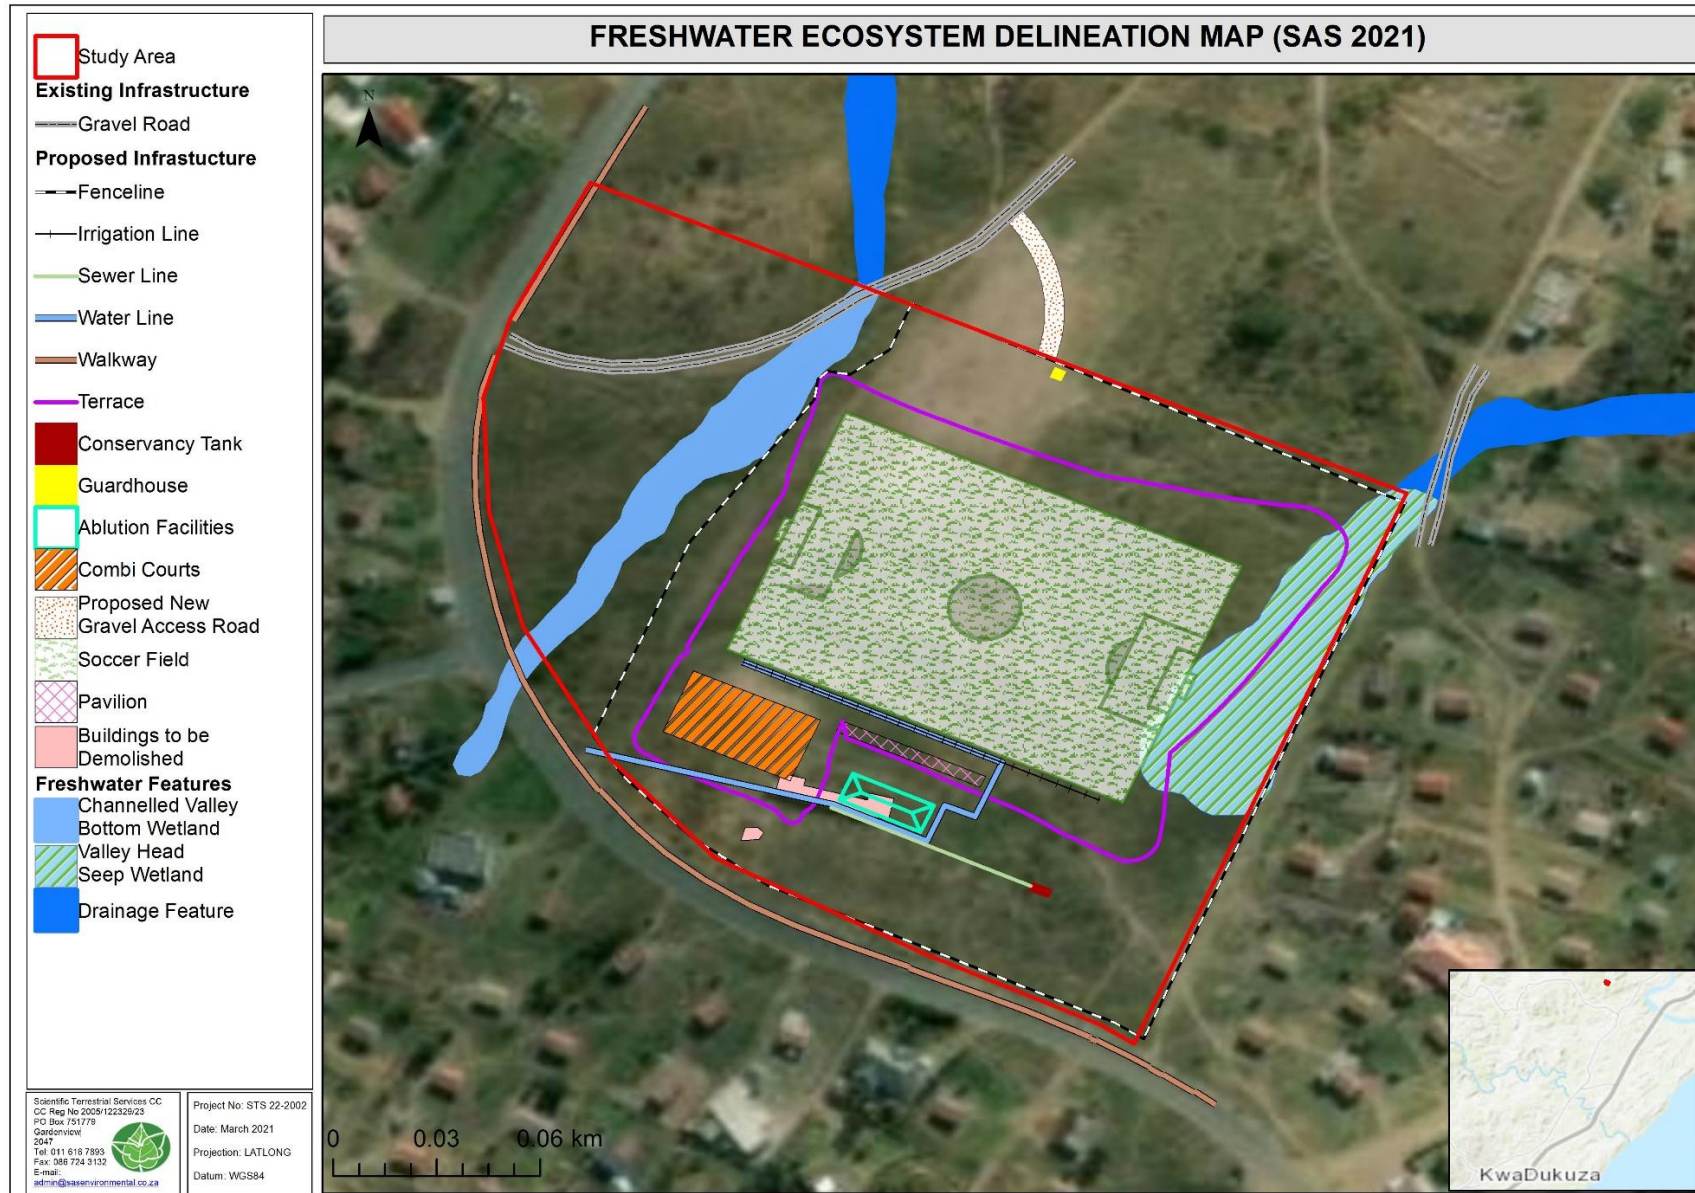 FRESHWATER ECOSYSTEM DELINEATION MAP (SAS 2021)
Study Area
Existing Infrastructure
Gravel Road
Proposed Infrastucture
Fenceline
Irrigation Line
Sewer Line
Water Line
Walkway
Terrace
Conservancy Tank
Guardhouse
Ablution Facilities
Combi Courts
Proposed New
Gravel Access Road
Soccer Field
Pavilion
Buildings to be
Demolished
Freshwater Features
Channelled Valley
Bottom Wetland
Valley Head
Seep Wetland
Drainage Feature
Scientific Terrestrial Services CC
CC Reg No 2005/122329/23
PO Box 751779
Gardenview
2047
Tel: 011 616 7893
Fax: 086 724 3132
E-mail:
admin@sasenvironmental.co.za
Project No: STS 22-2002
Date: March 2021
Projection: LATLONG
Datum: WGS84
N
0 0.03 0.06 km
KwaDukuza